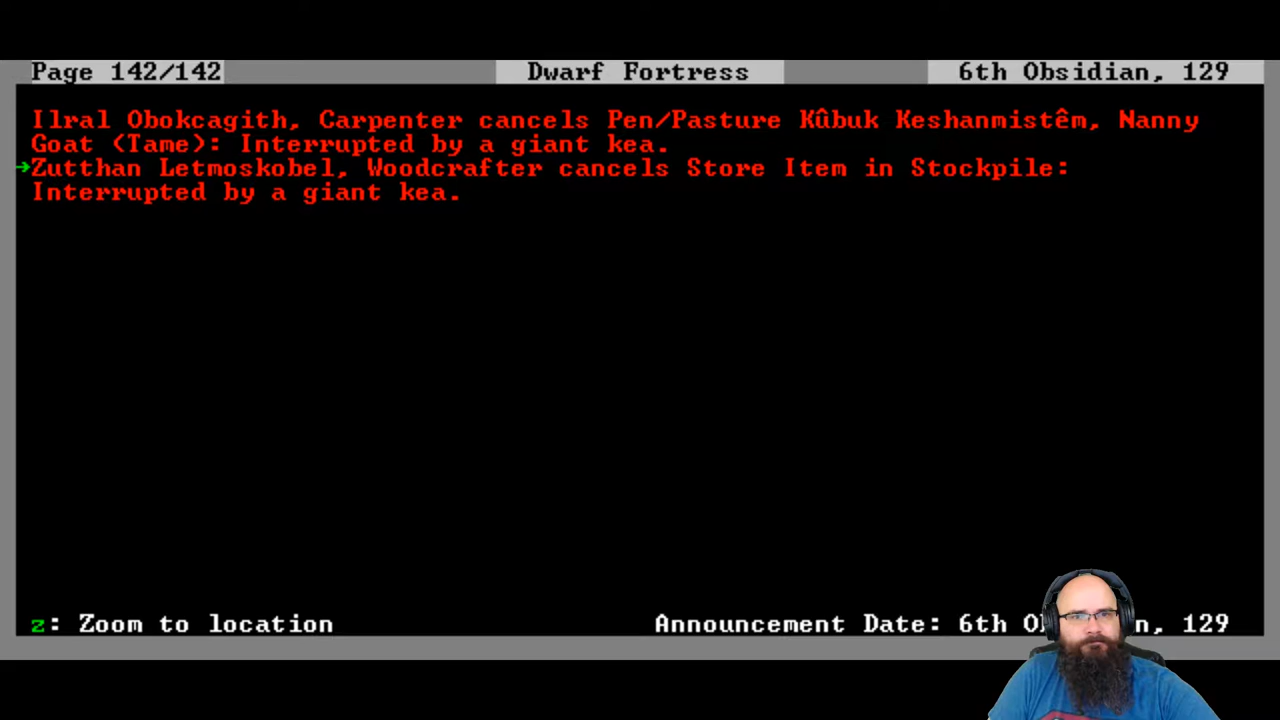 Page 142/142 Dwarf Fortress 6th Obsidian, 129
Ilral Obokcagith, Carpenter cancels Pen/Pasture Kûbuk Keshanmistêm, Nanny
Goat (Tame): Interrupted by a giant kea.
→Zutthan Letmoskobel, Woodcrafter cancels Store Item in Stockpile:
Interrupted by a giant kea.
z: Zoom to location Announcement Date: 6th 129